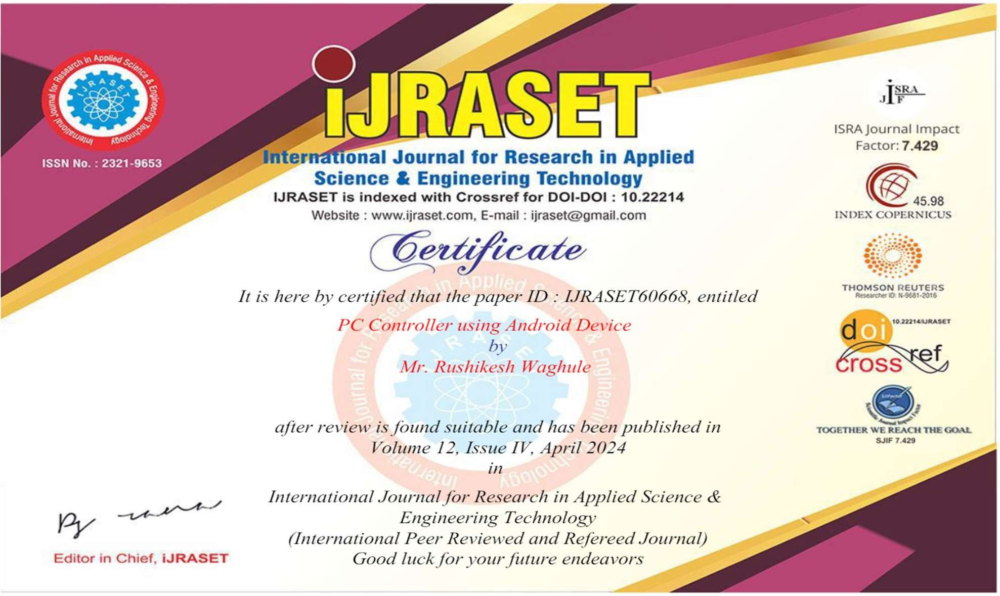 International Journal for Research in Applied Science & Engineering Technology
IJRASET
ISSN No. : 2321-9653
iJRASET
International Journal for Research in Applied
Science & Engineering Technology
IJRASET is indexed with Crossref for DOI-DOI : 10.22214
Website : www.ijraset.com, E-mail : ijraset@gmail.com
Certificate
It is here by certified that the paper ID : IJRASET60668, entitled
PC Controller using Android Device
by
Mr. Rushikesh Waghule
after review is found suitable and has been published in
Volume 12, Issue IV, April 2024
in
International Journal for Research in Applied Science &
Engineering Technology
(International Peer Reviewed and Refereed Journal)
Good luck for your future endeavors
Editor in Chief, iJRASET
ISRA
JIF
ISRA Journal Impact
Factor: 7.429
45.98
INDEX COPERNICUS
THOMSON REUTERS
Researcher ID: N-9681-2016
doi
10.22214/IJRASET
cross ref
SJIFactor
Scientific Journal Impact Factor
TOGETHER WE REACH THE GOAL
SJIF 7.429